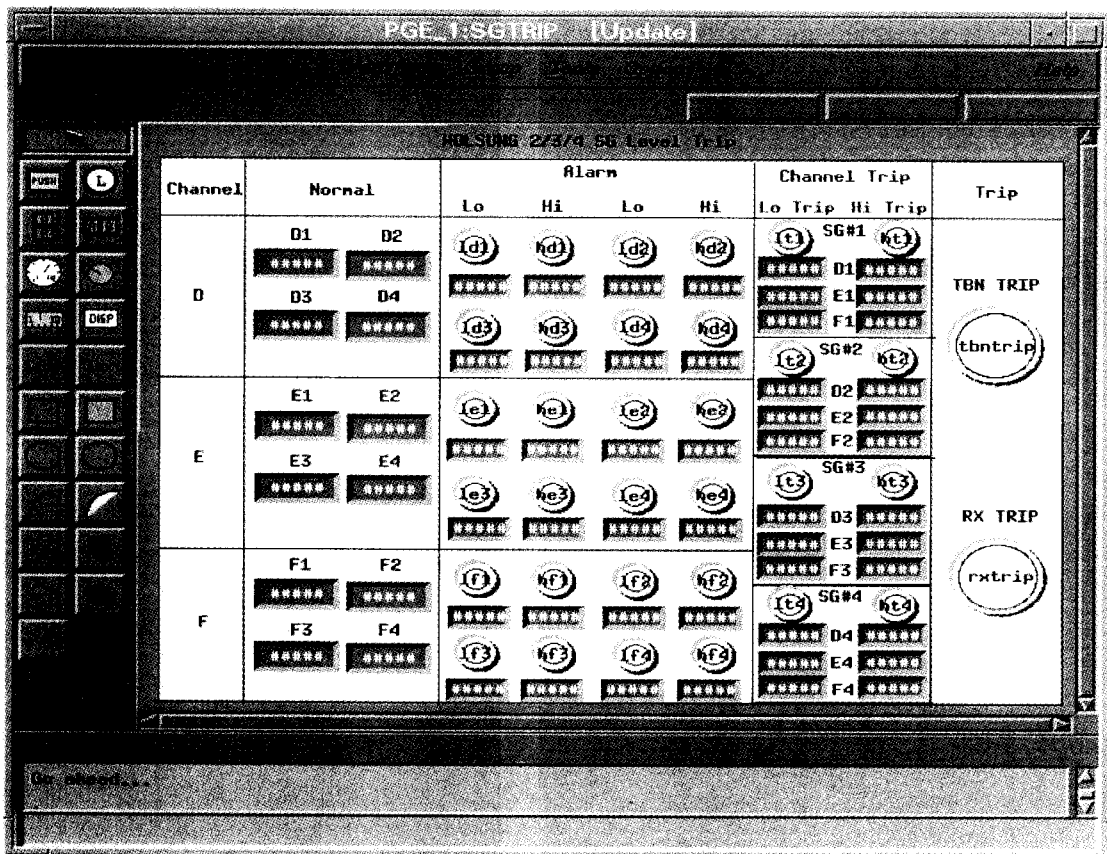 PGE_1:SGTRIP [Update]
Help
WOLSUNG 2/3/4 SG Level Trip
PUSH
L
DISP
Channel Normal Alarm Channel Trip Trip
Lo Hi Lo Hi Lo Trip Hi Trip
D
D1 D2
##### #####
D3 D4
##### #####
ld1 hd1 ld2 hd2
##### ##### ##### #####
ld3 hd3 ld4 hd4
##### ##### ##### #####
E
E1 E2
##### #####
E3 E4
##### #####
le1 he1 le2 he2
##### ##### ##### #####
le3 he3 le4 he4
##### ##### ##### #####
F
F1 F2
##### #####
F3 F4
##### #####
lf1 hf1 lf2 hf2
##### ##### ##### #####
lf3 hf3 lf4 hf4
##### ##### ##### #####
lt1 SG#1 ht1
##### D1 #####
##### E1 #####
##### F1 #####
lt2 SG#2 ht2
##### D2 #####
##### E2 #####
##### F2 #####
lt3 SG#3 ht3
##### D3 #####
##### E3 #####
##### F3 #####
lt4 SG#4 ht4
##### D4 #####
##### E4 #####
##### F4 #####
TBN TRIP
tbntrip
RX TRIP
rxtrip
Go ahead...